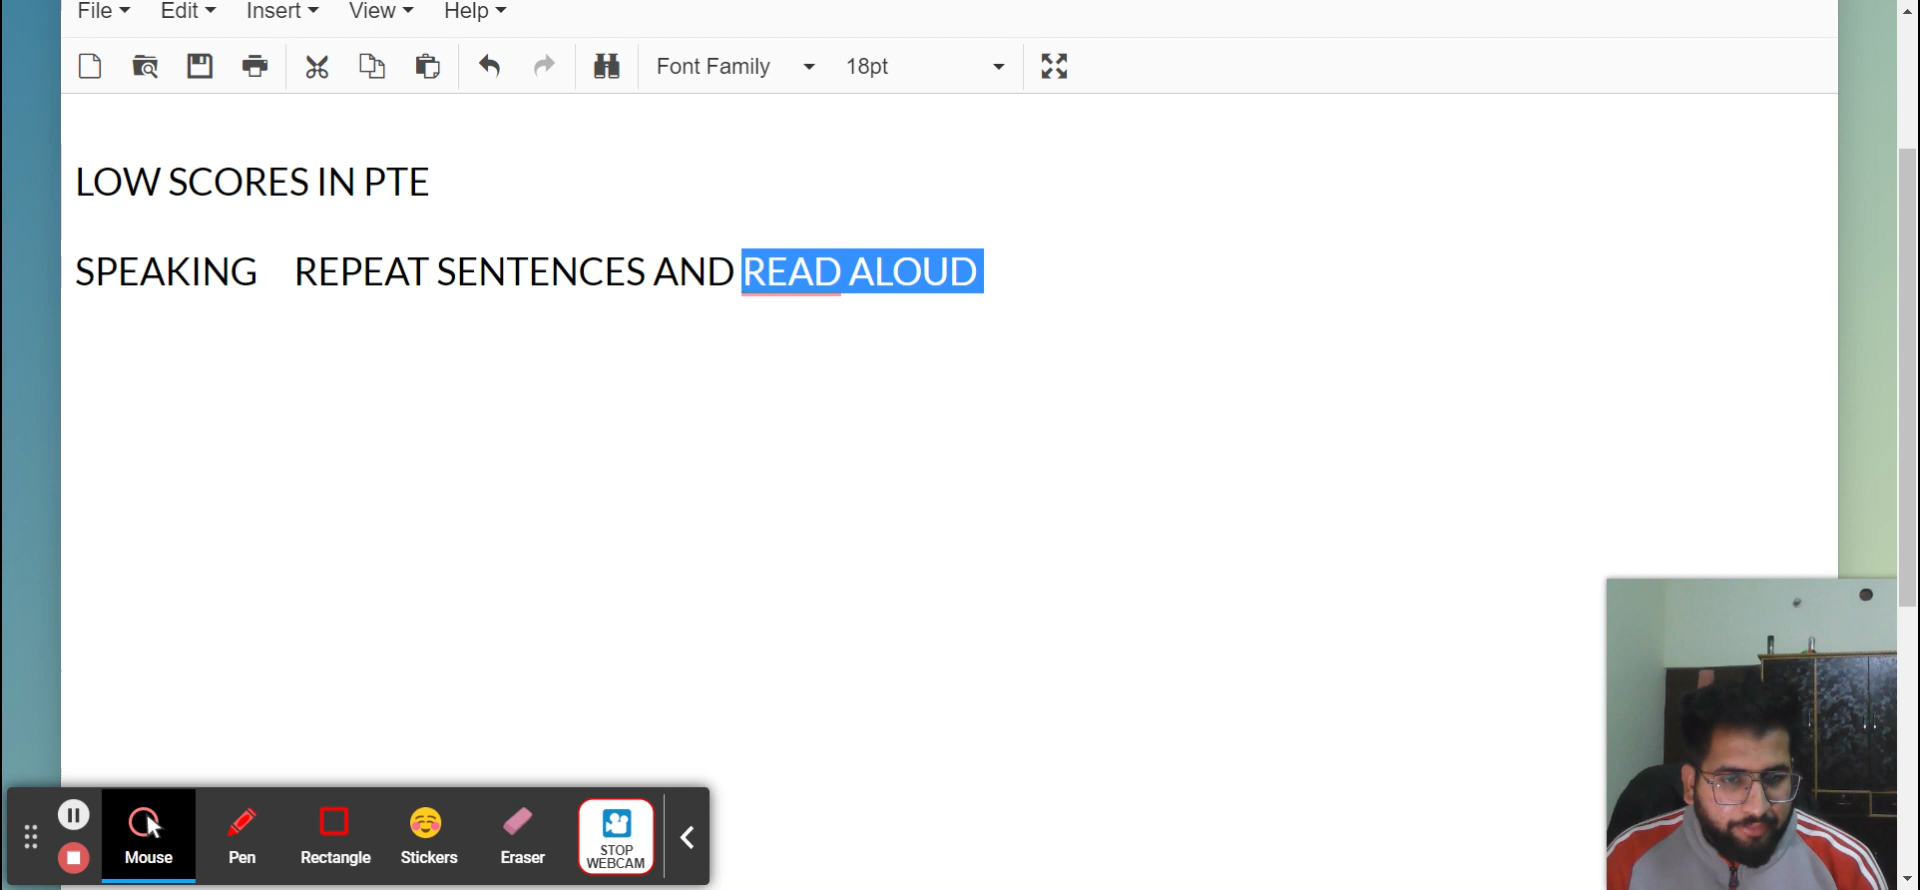 File Edit Insert View Help
Font Family 18pt
LOW SCORES IN PTE
SPEAKING REPEAT SENTENCES AND READ ALOUD
Mouse Pen Rectangle Stickers Eraser STOP WEBCAM